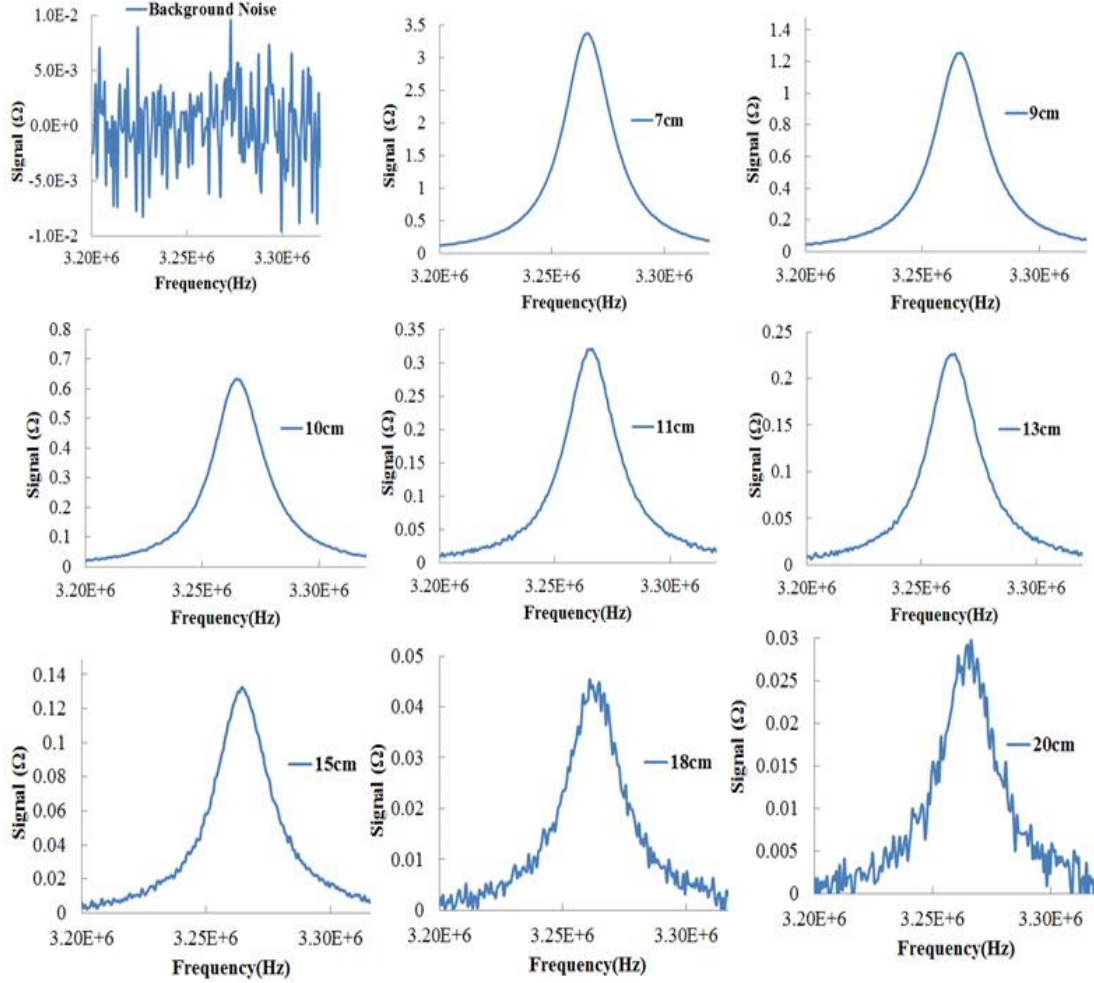 Background Noise
1.0E-2
5.0E-3
0.0E+0
-5.0E-3
-1.0E-2
Signal (Ω)
3.20E+6 3.25E+6 3.30E+6
Frequency(Hz)
4
3.5
3
2.5
2
1.5
1
0.5
0
Signal (Ω)
7cm
3.20E+6 3.25E+6 3.30E+6
Frequency(Hz)
1.4
1.2
1
0.8
0.6
0.4
0.2
0
Signal (Ω)
9cm
3.20E+6 3.25E+6 3.30E+6
Frequency(Hz)
0.8
0.7
0.6
0.5
0.4
0.3
0.2
0.1
0
Signal (Ω)
10cm
3.20E+6 3.25E+6 3.30E+6
Frequency(Hz)
0.35
0.3
0.25
0.2
0.15
0.1
0.05
0
Signal (Ω)
11cm
3.20E+6 3.25E+6 3.30E+6
Frequency(Hz)
0.25
0.2
0.15
0.1
0.05
0
Signal (Ω)
13cm
3.20E+6 3.25E+6 3.30E+6
Frequency(Hz)
0.14
0.12
0.1
0.08
0.06
0.04
0.02
0
Signal (Ω)
15cm
3.20E+6 3.25E+6 3.30E+6
Frequency(Hz)
0.05
0.04
0.03
0.02
0.01
0
Signal (Ω)
18cm
3.20E+6 3.25E+6 3.30E+6
Frequency(Hz)
0.03
0.025
0.02
0.015
0.01
0.005
0
Signal (Ω)
20cm
3.20E+6 3.25E+6 3.30E+6
Frequency(Hz)